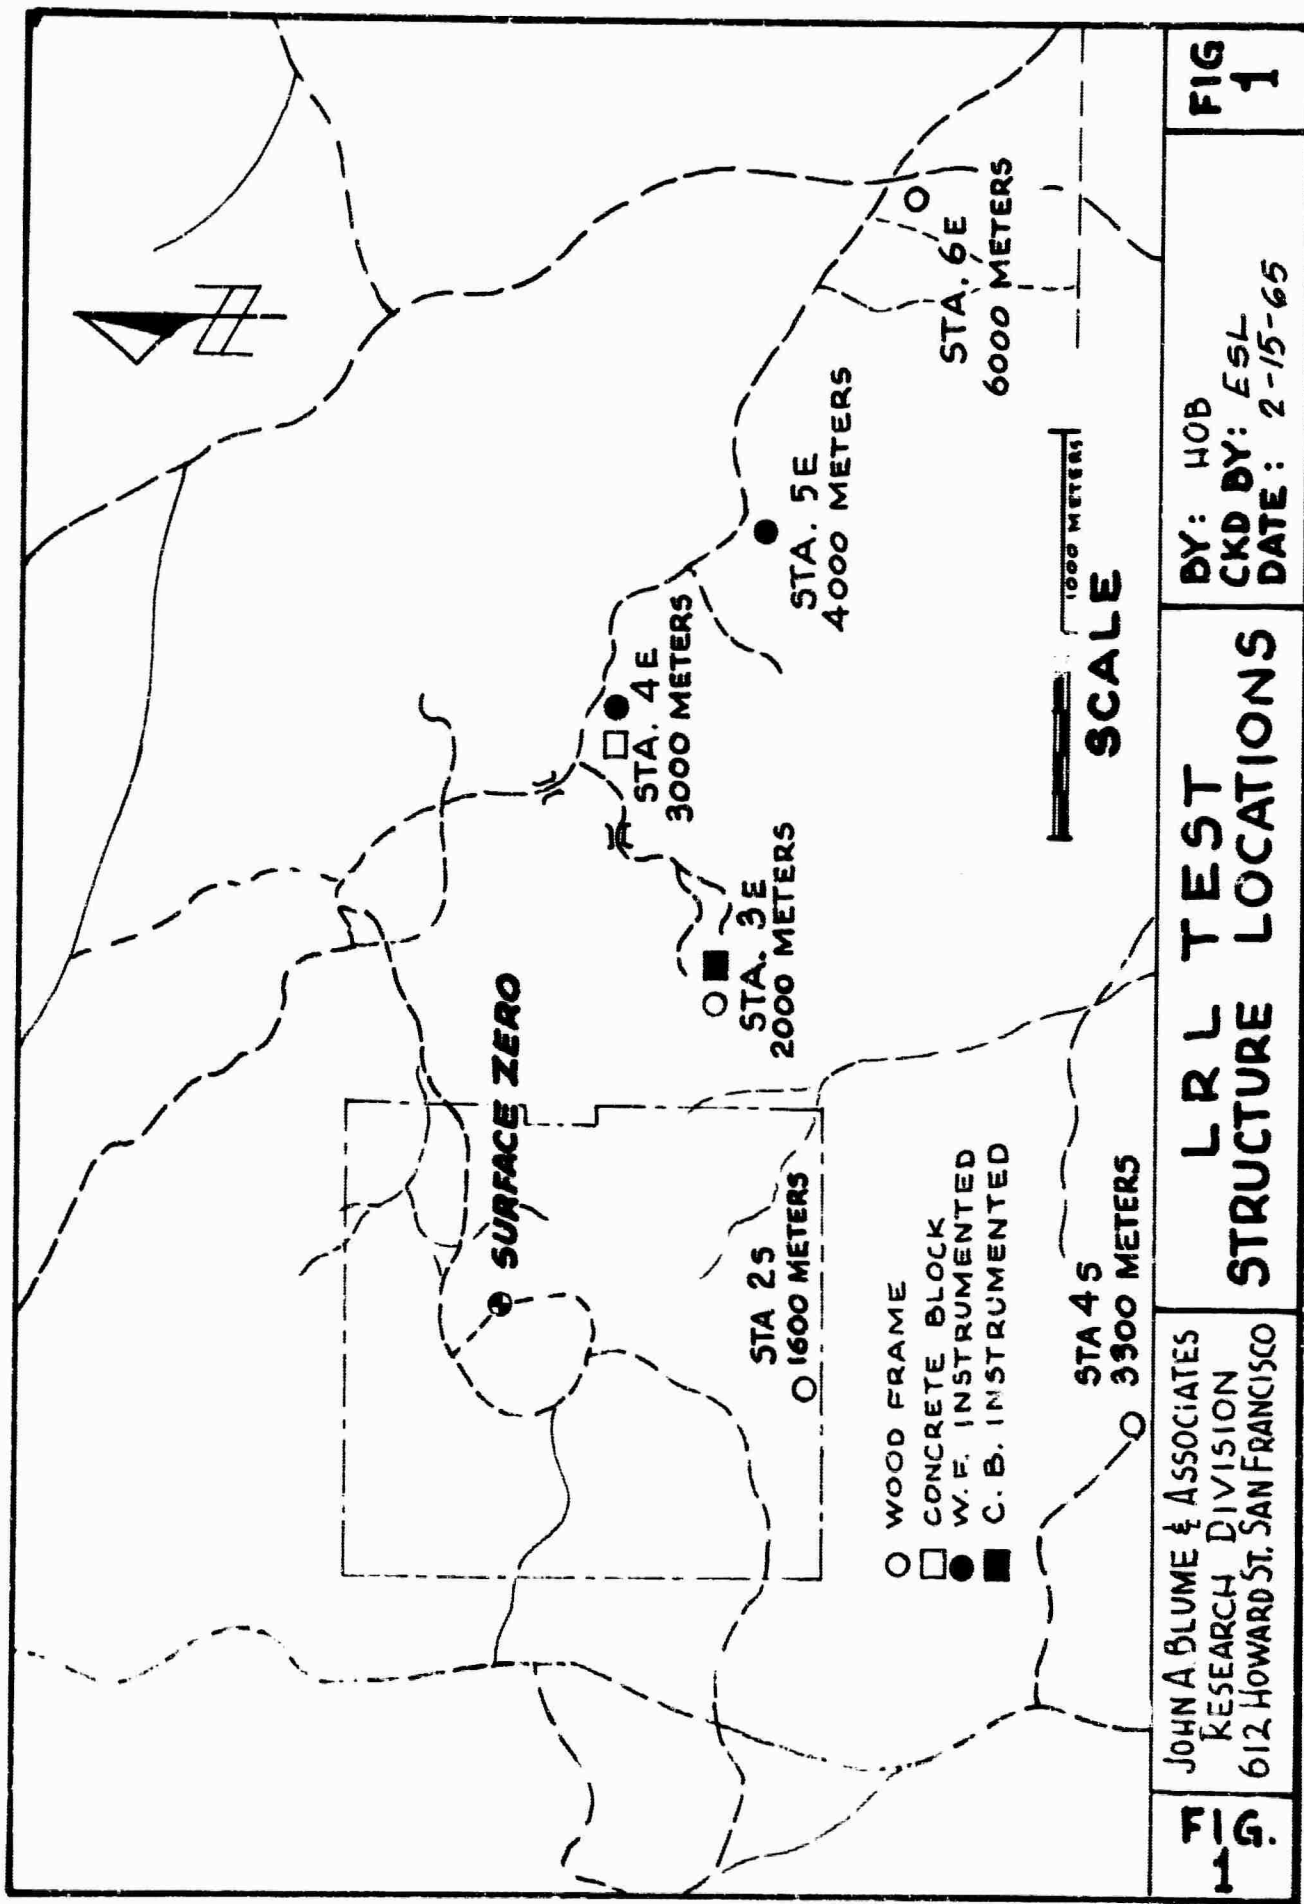 SURFACE ZERO
STA. 4E
3000 METERS
STA. 3E
2000 METERS
STA. 5E
4000 METERS
STA. 6E
6000 METERS
STA 2S
1600 METERS
STA 4S
3300 METERS
WOOD FRAME
CONCRETE BLOCK
W. F. INSTRUMENTED
C. B. INSTRUMENTED
1000 METERS
SCALE
FIG.
1
JOHN A BLUME & ASSOCIATES
RESEARCH DIVISION
612 HOWARD ST. SAN FRANCISCO
LRL TEST
STRUCTURE LOCATIONS
BY: HOB
CKD BY: ESL
DATE: 2-15-65
FIG
1